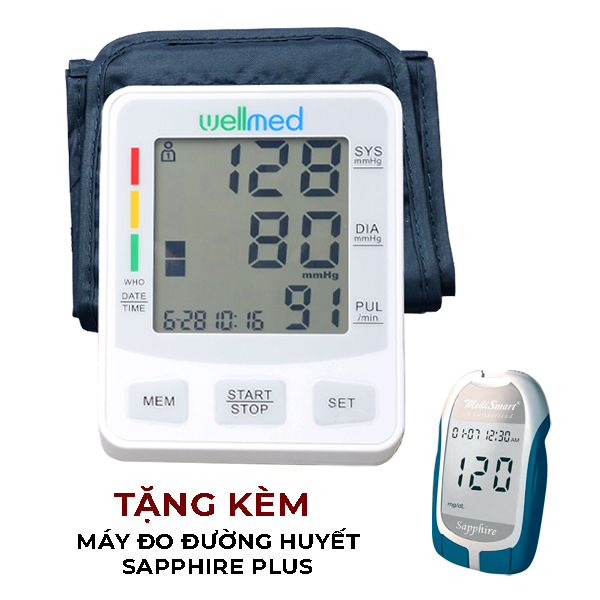 wellmed
1
128
SYS
mmHg
80
DIA
mmHg
mmHg
WHO
DATE
TIME
6-28 10:16
91
PUL
/min
MEM
START
STOP
SET
MediSmart®
01-07 12:30 AM
120
mg/dL
Sapphire
TẶNG KÈM
MÁY ĐO ĐƯỜNG HUYẾT
SAPPHIRE PLUS